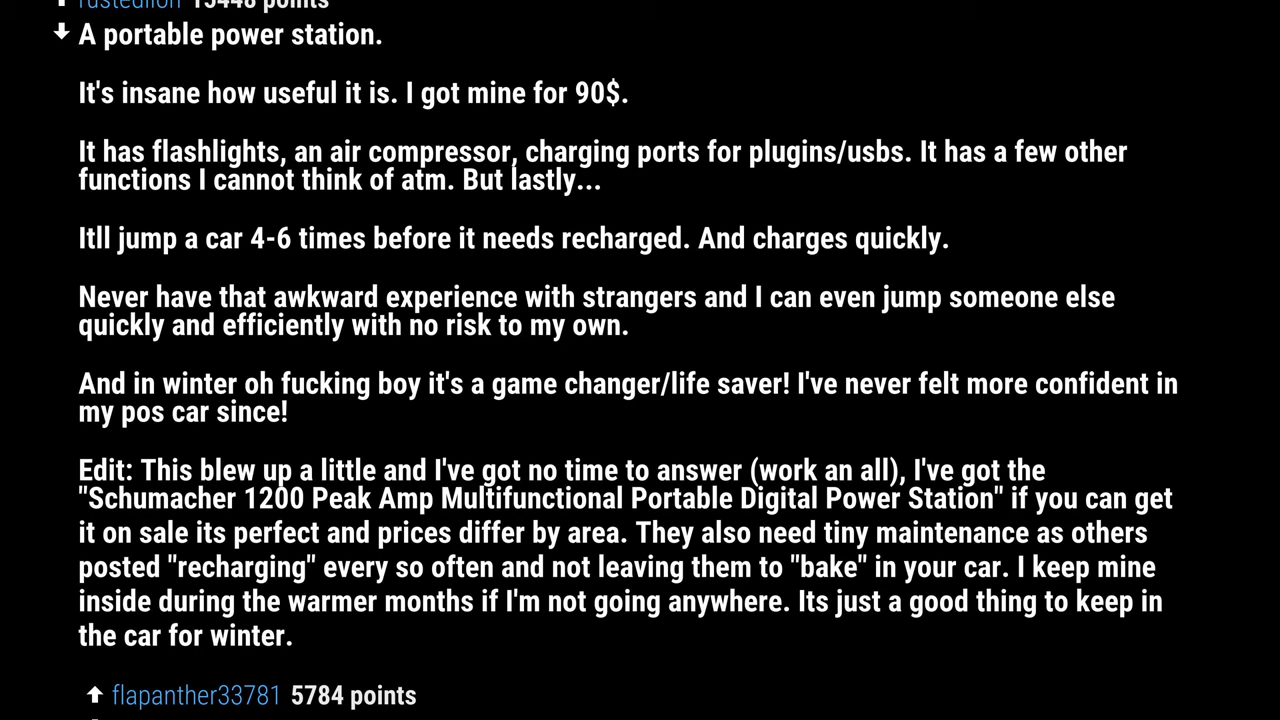 rustedlion 15448 points
A portable power station.
It's insane how useful it is. I got mine for 90$.
It has flashlights, an air compressor, charging ports for plugins/usbs. It has a few other
functions I cannot think of atm. But lastly...
Itll jump a car 4-6 times before it needs recharged. And charges quickly.
Never have that awkward experience with strangers and I can even jump someone else
quickly and efficiently with no risk to my own.
And in winter oh fucking boy it's a game changer/life saver! I've never felt more confident in
my pos car since!
Edit: This blew up a little and I've got no time to answer (work an all), I've got the
"Schumacher 1200 Peak Amp Multifunctional Portable Digital Power Station" if you can get
it on sale its perfect and prices differ by area. They also need tiny maintenance as others
posted "recharging" every so often and not leaving them to "bake" in your car. I keep mine
inside during the warmer months if I'm not going anywhere. Its just a good thing to keep in
the car for winter.
flapanther33781 5784 points